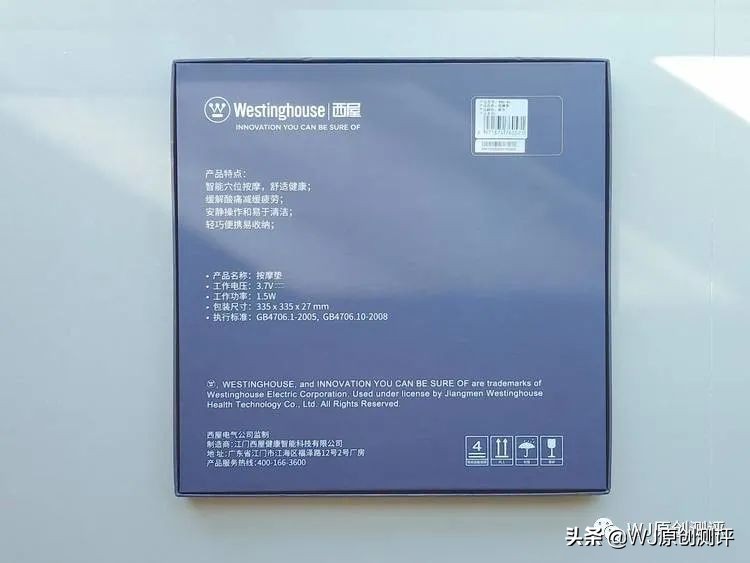 Westinghouse | 西屋
INNOVATION YOU CAN BE SURE OF
产品特点：
智能穴位按摩，舒适健康；
缓解酸痛减缓疲劳；
安静操作和易于清洁；
轻巧便携易收纳；
• 产品名称：按摩垫
• 工作电压：3.7V
• 工作功率：1.5W
• 包装尺寸：335 x 335 x 27 mm
• 执行标准：GB4706.1-2005, GB4706.10-2008
, WESTINGHOUSE, and INNOVATION YOU CAN BE SURE OF are trademarks of
Westinghouse Electric Corporation. Used under license by Jiangmen Westinghouse
Health Technology Co., Ltd. All Rights Reserved.
西屋电气公司监制
制造商：江门西屋健康智能科技有限公司
地 址：广东省江门市江海区福泽路12号2号厂房
产品服务热线：400-166-3600
4
WJ原创测评
头条 @WJ原创测评